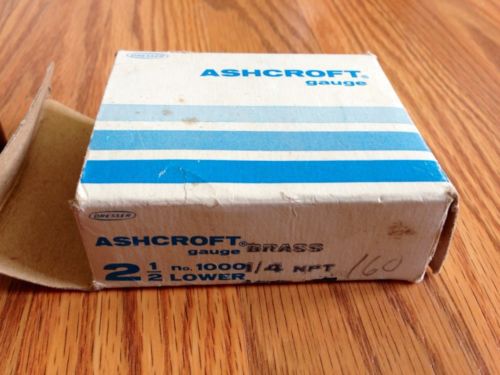 DRESSER
ASHCROFT®
gauge
DRESSER
ASHCROFT® BRASS
gauge
2 1/2 no. 1000 1/4 NPT 160
LOWER